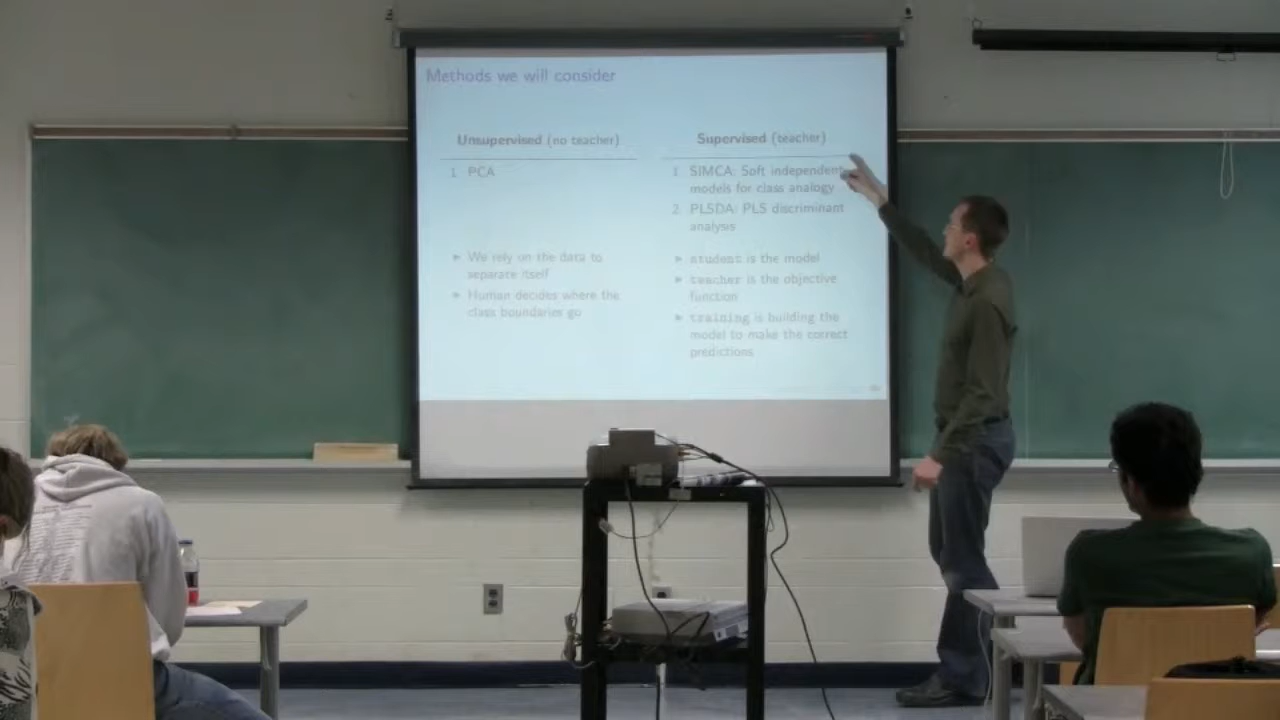 Methods we will consider
Unsupervised (no teacher)
1. PCA
► We rely on the data to
separate itself
► Human decides where the
class boundaries go
Supervised (teacher)
1. SIMCA: Soft independent
models for class analogy
2. PLSDA: PLS discriminant
analysis
► student is the model
► teacher is the objective
function
► training is building the
model to make the correct
predictions